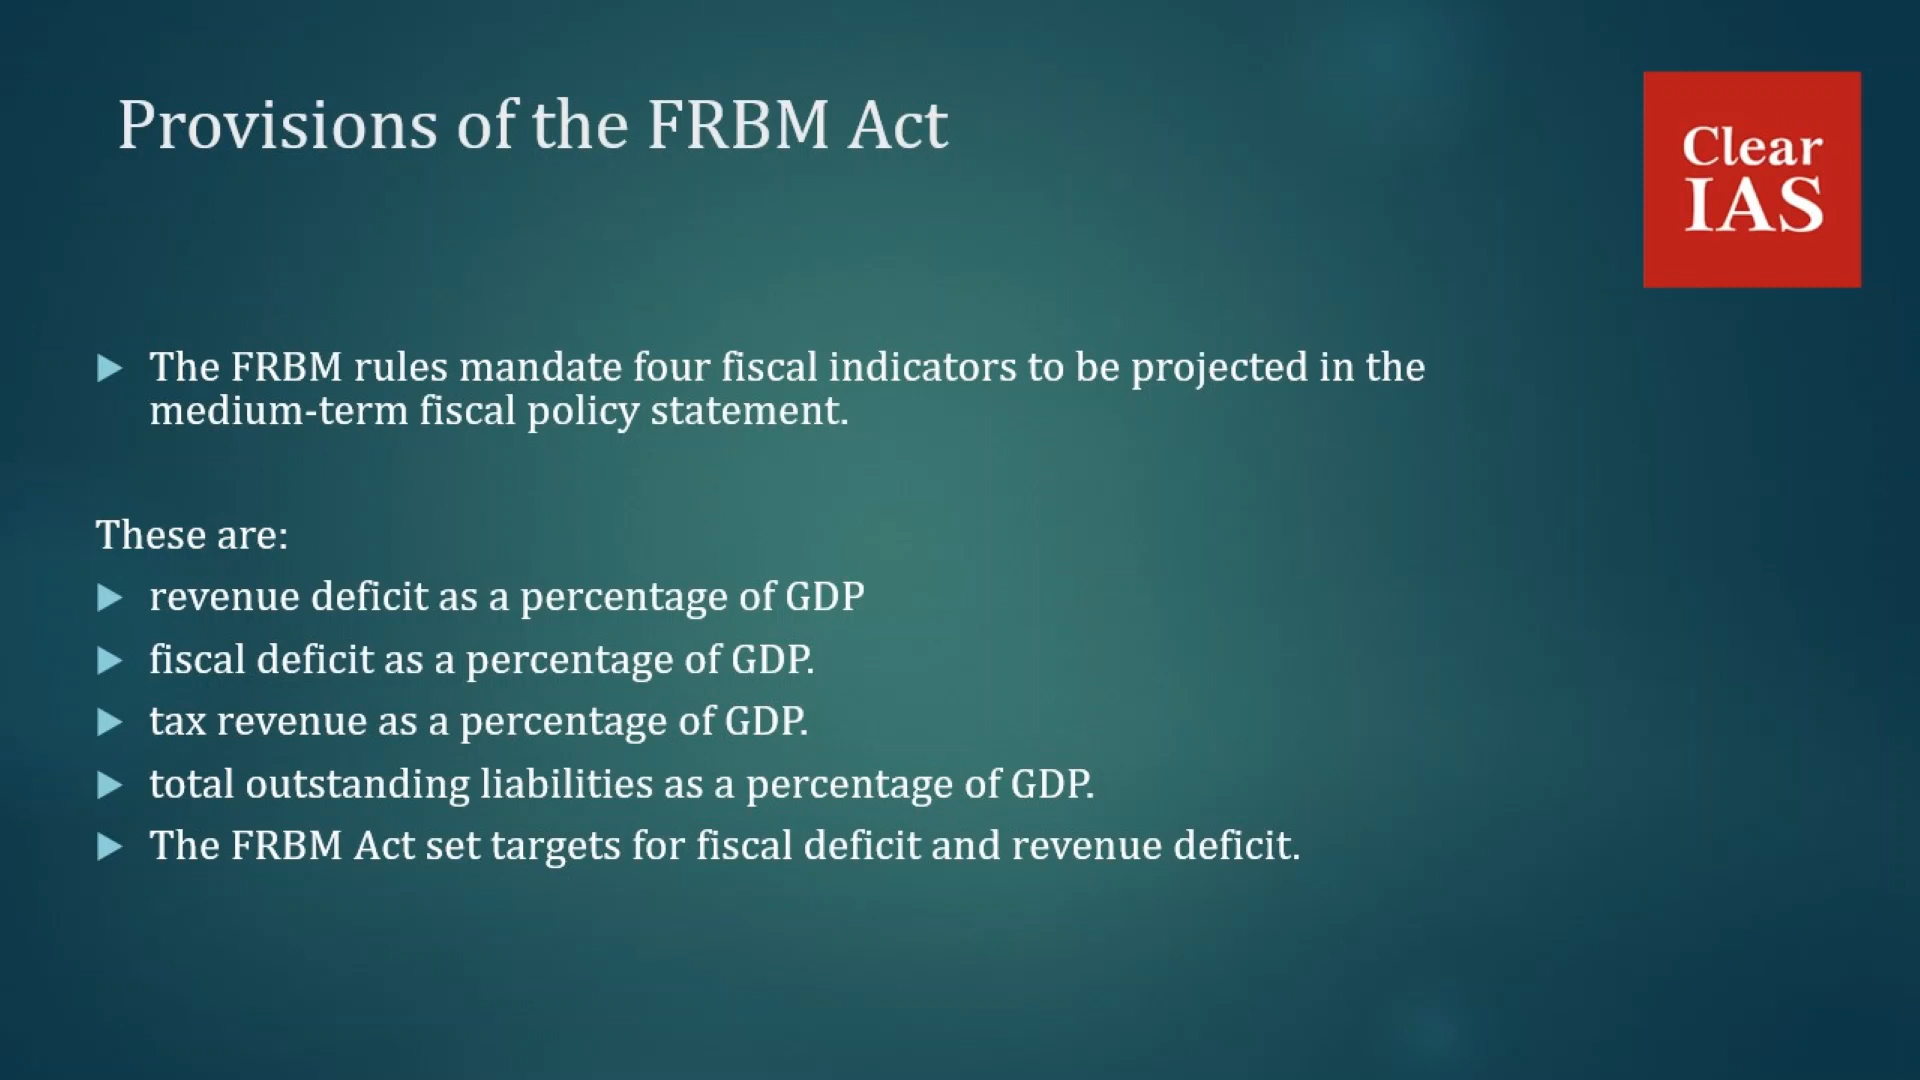 Provisions of the FRBM Act
Clear
IAS
The FRBM rules mandate four fiscal indicators to be projected in the
medium-term fiscal policy statement.
These are:
revenue deficit as a percentage of GDP
fiscal deficit as a percentage of GDP.
tax revenue as a percentage of GDP.
total outstanding liabilities as a percentage of GDP.
The FRBM Act set targets for fiscal deficit and revenue deficit.